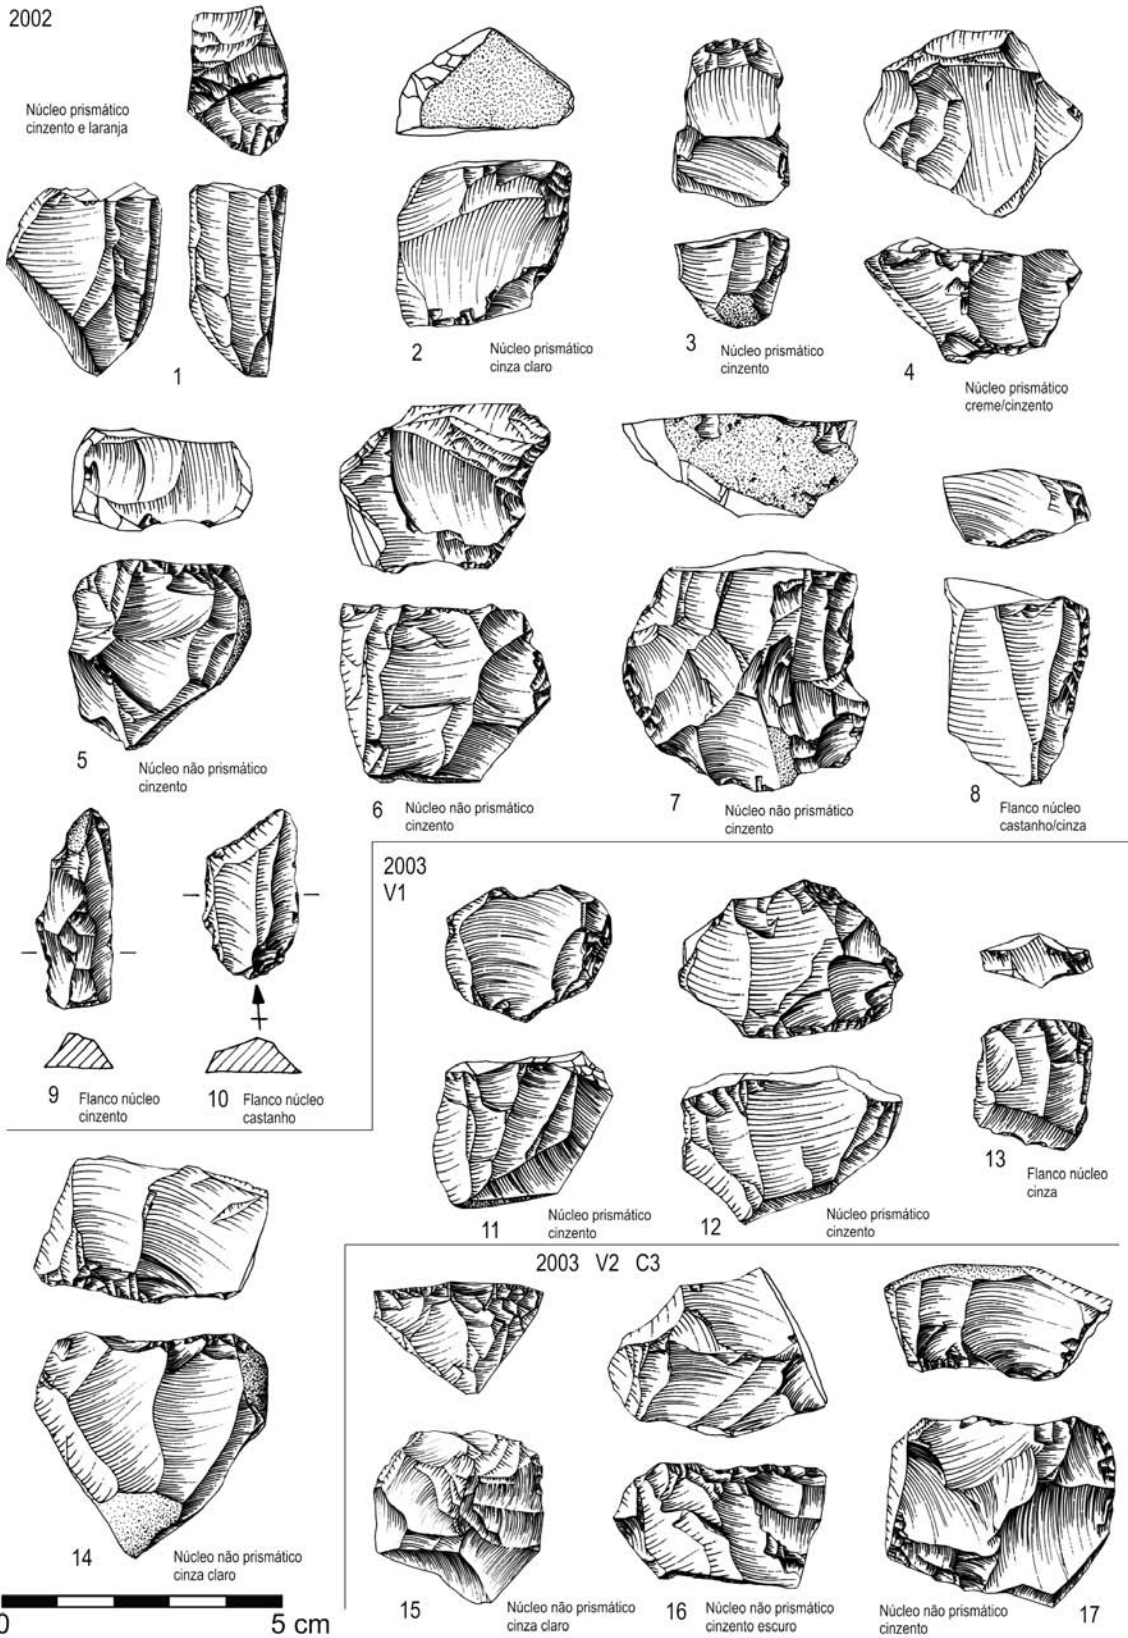 2002
Núcleo prismático
cinzento e laranja
1
2
Núcleo prismático
cinza claro
3
Núcleo prismático
cinzento
4
Núcleo prismático
creme/cinzento
5
Núcleo não prismático
cinzento
6
Núcleo não prismático
cinzento
7
Núcleo não prismático
cinzento
8
Flanco núcleo
castanho/cinza
9
Flanco núcleo
cinzento
10
Flanco núcleo
castanho
2003
V1
11
Núcleo prismático
cinzento
12
Núcleo prismático
cinzento
13
Flanco núcleo
cinza
14
Núcleo não prismático
cinza claro
0 5 cm
2003 V2 C3
15
Núcleo não prismático
cinza claro
16
Núcleo não prismático
cinzento escuro
Núcleo não prismático
cinzento
17